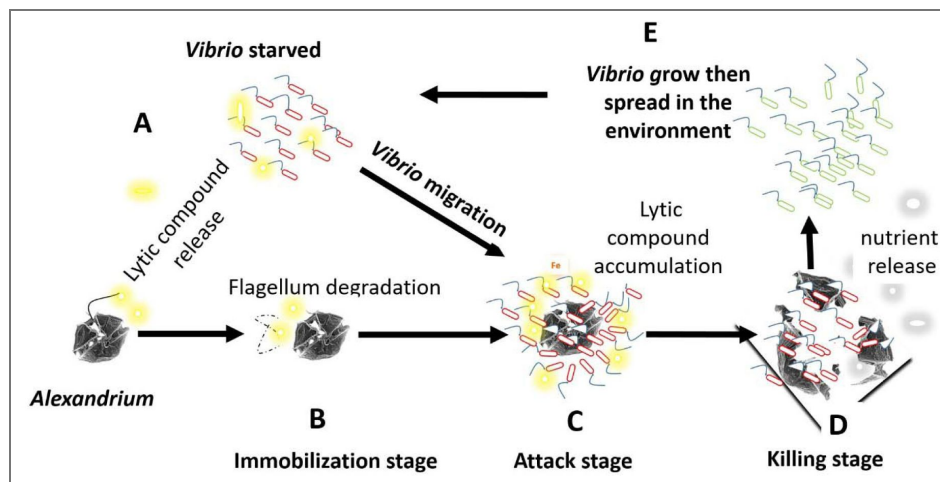 E
Vibrio starved
Vibrio grow then
spread in the
environment
A
Vibrio migration
Lytic compound
release
Lytic
compound
accumulation
Fe
nutrient
release
Flagellum degradation
Alexandrium
B
C
D
Immobilization stage
Attack stage
Killing stage